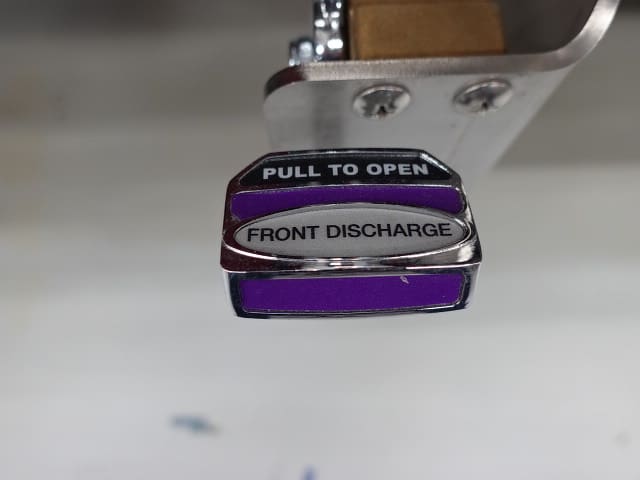 PULL TO OPEN
FRONT DISCHARGE